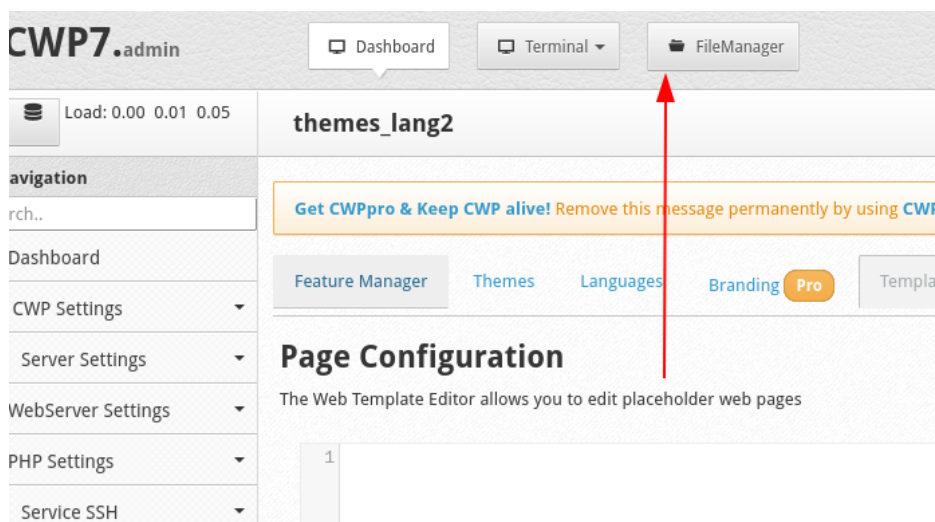 CWP7.admin
Dashboard
Terminal
FileManager
Load: 0.00 0.01 0.05
themes_lang2
avigation
rch..
Get CWPpro & Keep CWP alive! Remove this message permanently by using CWP
Dashboard
Feature Manager
Themes
Languages
Branding Pro
Templa
CWP Settings
Server Settings
Page Configuration
The Web Template Editor allows you to edit placeholder web pages
WebServer Settings
1
PHP Settings
Service SSH